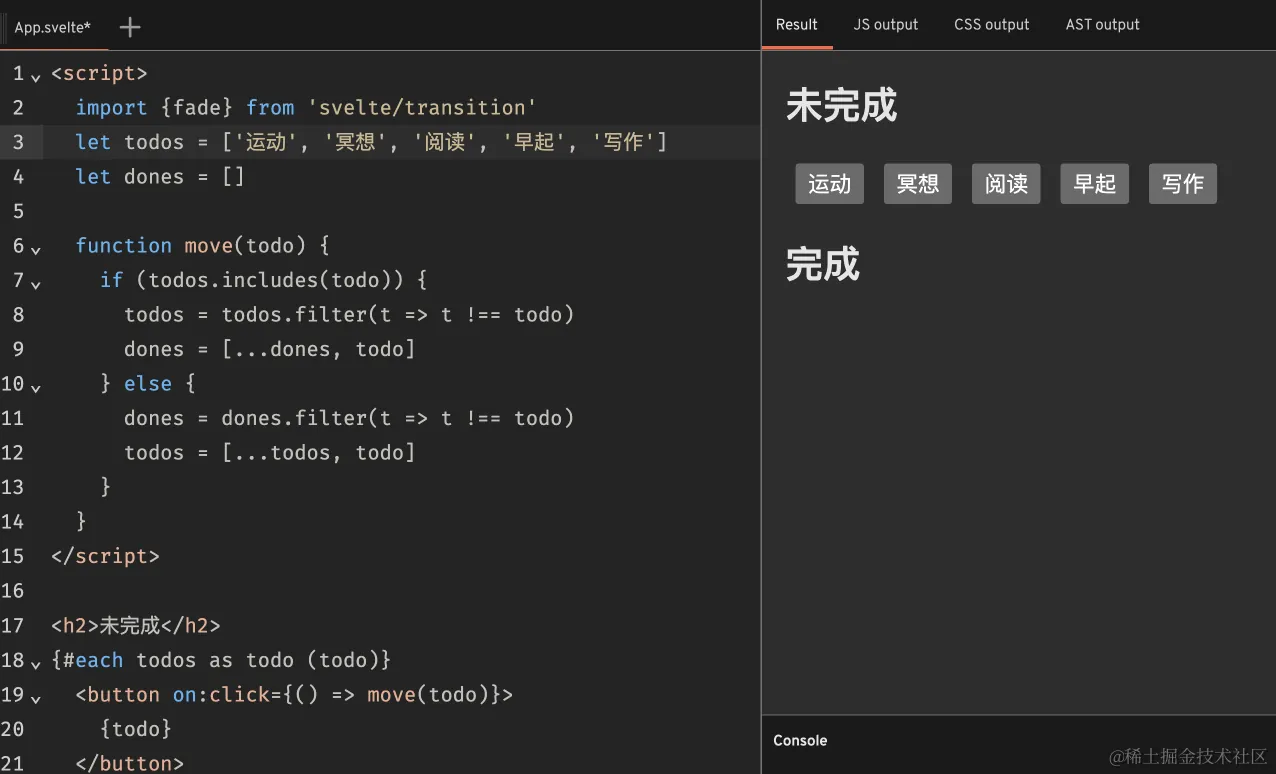 App.svelte*
1 <script>
2 import {fade} from 'svelte/transition'
3 let todos = ['运动', '冥想', '阅读', '早起', '写作']
4 let dones = []
5
6 function move(todo) {
7 if (todos.includes(todo)) {
8 todos = todos.filter(t => t !== todo)
9 dones = [...dones, todo]
10 } else {
11 dones = dones.filter(t => t !== todo)
12 todos = [...todos, todo]
13 }
14 }
15 </script>
16
17 <h2>未完成</h2>
18 {#each todos as todo (todo)}
19 <button on:click={() => move(todo)}>
20 {todo}
21 </button>
Result JS output CSS output AST output
未完成
运动 冥想 阅读 早起 写作
完成
Console
@稀土掘金技术社区